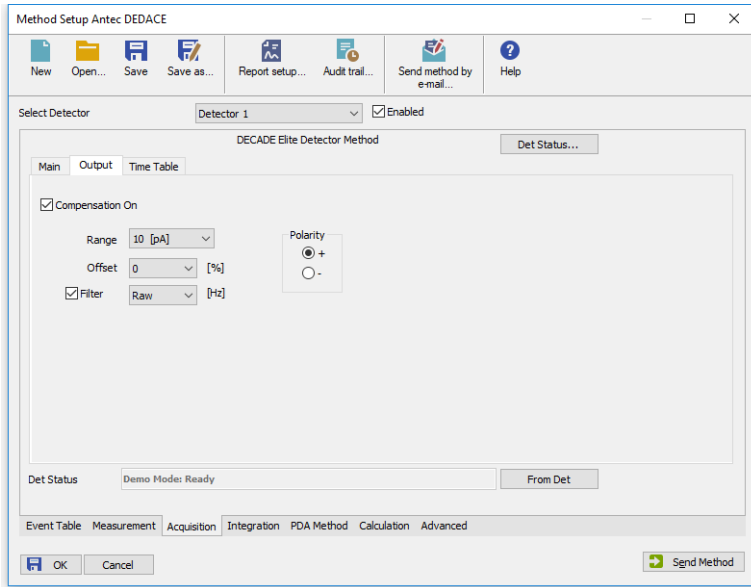 Method Setup Antec DEDACE
New Open... Save Save as... Report setup... Audit trail... Send method by e-mail... Help
Select Detector Detector 1 Enabled
DECADE Elite Detector Method Det Status...
Main Output Time Table
Compensation On
Range 10 [pA] Polarity
+
Offset 0 [%]
-
Filter Raw [Hz]
Det Status Demo Mode: Ready From Det
Event Table Measurement Acquisition Integration PDA Method Calculation Advanced
OK Cancel Send Method